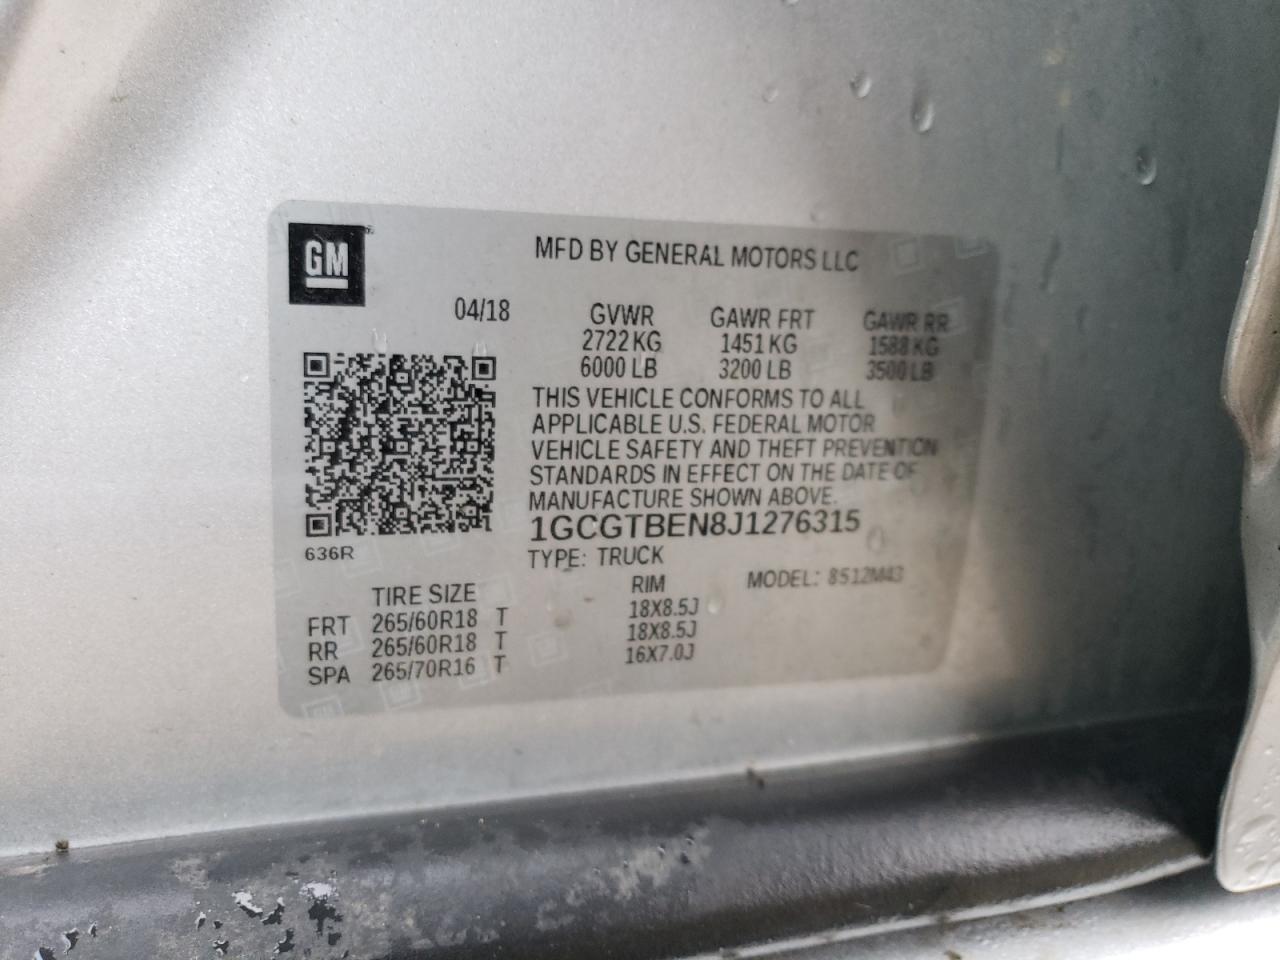 GM
MFD BY GENERAL MOTORS LLC
04/18
GVWR GAWR FRT GAWR RR
2722 KG 1451 KG 1588 KG
6000 LB 3200 LB 3500 LB
THIS VEHICLE CONFORMS TO ALL
APPLICABLE U.S. FEDERAL MOTOR
VEHICLE SAFETY AND THEFT PREVENTION
STANDARDS IN EFFECT ON THE DATE OF
MANUFACTURE SHOWN ABOVE.
1GCGTBEN8J1276315
636R
TYPE: TRUCK
MODEL: 8512M43
TIRE SIZE RIM
FRT 265/60R18 T 18X8.5J
RR 265/60R18 T 18X8.5J
SPA 265/70R16 T 16X7.0J